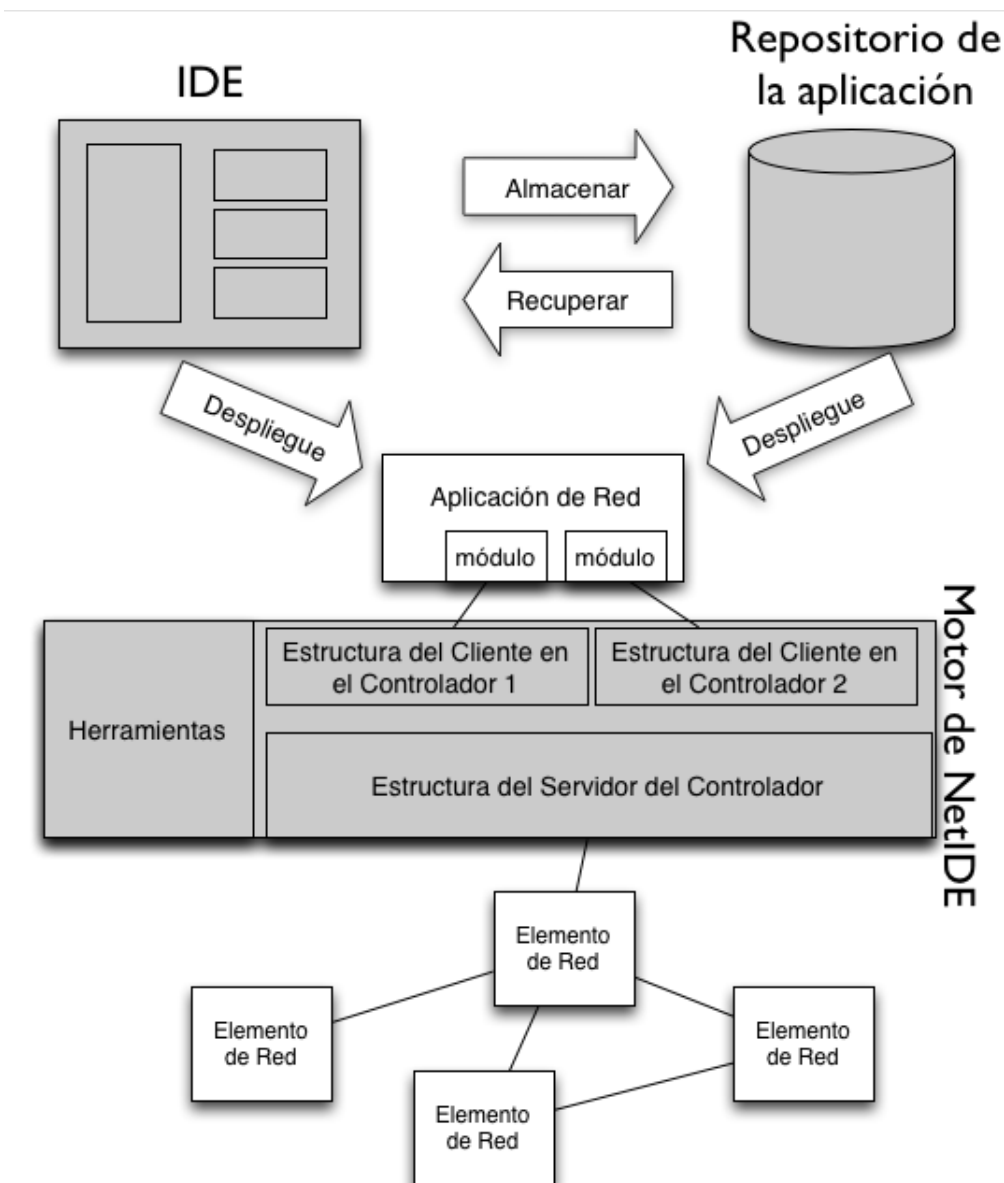 IDE
Repositorio de
la aplicación
Almacenar
Recuperar
Despliegue
Despliegue
Aplicación de Red
módulo
módulo
Motor de NetIDE
Herramientas
Estructura del Cliente en
el Controlador 1
Estructura del Cliente en
el Controlador 2
Estructura del Servidor del Controlador
Elemento
de Red
Elemento
de Red
Elemento
de Red
Elemento
de Red